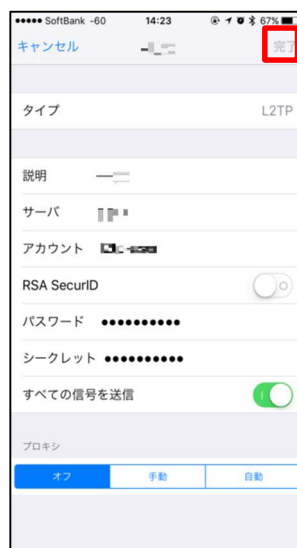 SoftBank -60 14:23 67%
キャンセル 完了
タイプ L2TP
説明
サーバ
アカウント
RSA SecurID
パスワード ●●●●●●●●●●
シークレット ●●●●●●●●●●
すべての信号を送信
プロキシ
オフ 手動 自動